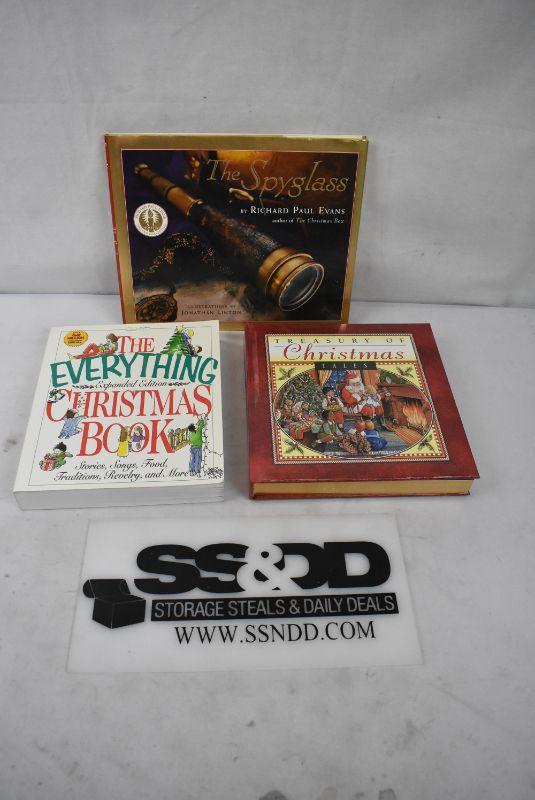 The Spyglass
BY RICHARD PAUL EVANS
author of The Christmas Box
ILLUSTRATIONS BY
JONATHAN LINTON
THE
EVERYTHING
Expanded Edition
CHRISTMAS
BOOK
Stories, Songs, Food,
Traditions, Revelry, and More
TREASURY OF
Christmas
TALES
SS&DD
STORAGE STEALS & DAILY DEALS
WWW.SSNDD.COM